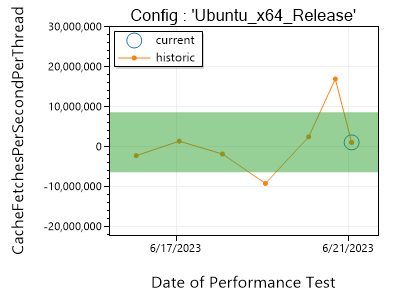 Config : 'Ubuntu_x64_Release'
CacheFetchesPerSecondPerThread
30,000,000
20,000,000
10,000,000
0
-10,000,000
-20,000,000
current
historic
6/17/2023
6/21/2023
Date of Performance Test